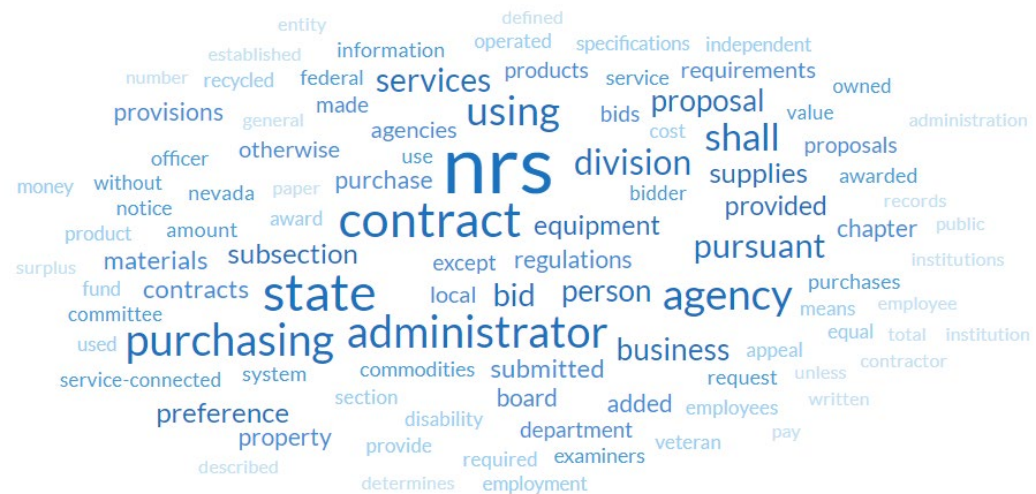 entity defined
established information operated specifications independent
number recycled federal services products service requirements owned
provisions general made using bids proposal value administration
agencies cost shall
officer otherwise use nrs division proposals
money without nevada paper purchase bidder supplies awarded
notice award contract provided records
product amount equipment chapter public
surplus materials subsection except regulations pursuant institutions
fund contracts state local bid person agency purchases means employee
committee
used purchasing administrator business appeal equal total institution
service-connected system commodities submitted request unless contractor
preference section board added employees written
property disability department veteran pay
described provide required examiners
determines employment